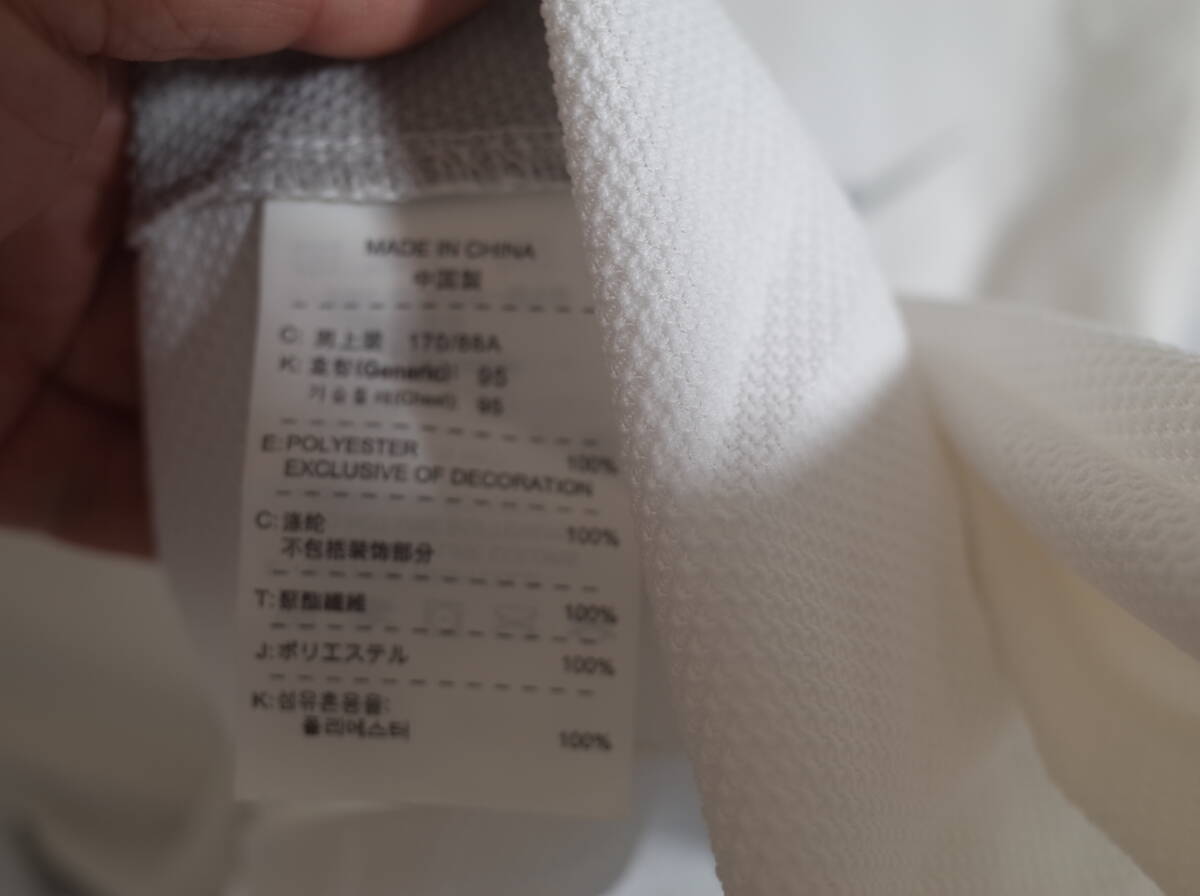 MADE IN CHINA
中国製
C: 男上装 170/88A
K: 호칭(Generic): 95
가슴둘레(Chest) 95
E: POLYESTER 100%
EXCLUSIVE OF DECORATION
C: 涤纶 100%
不包括装饰部分
T: 聚酯纖維 100%
J: ポリエステル 100%
K: 섬유혼용율:
폴리에스터 100%